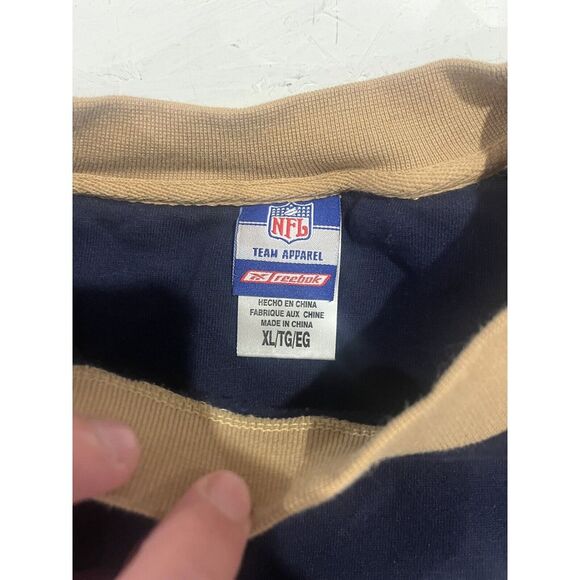 NFL
TEAM APPAREL
Reebok
HECHO EN CHINA
FABRIQUE AUX CHINE
MADE IN CHINA
XL/TG/EG